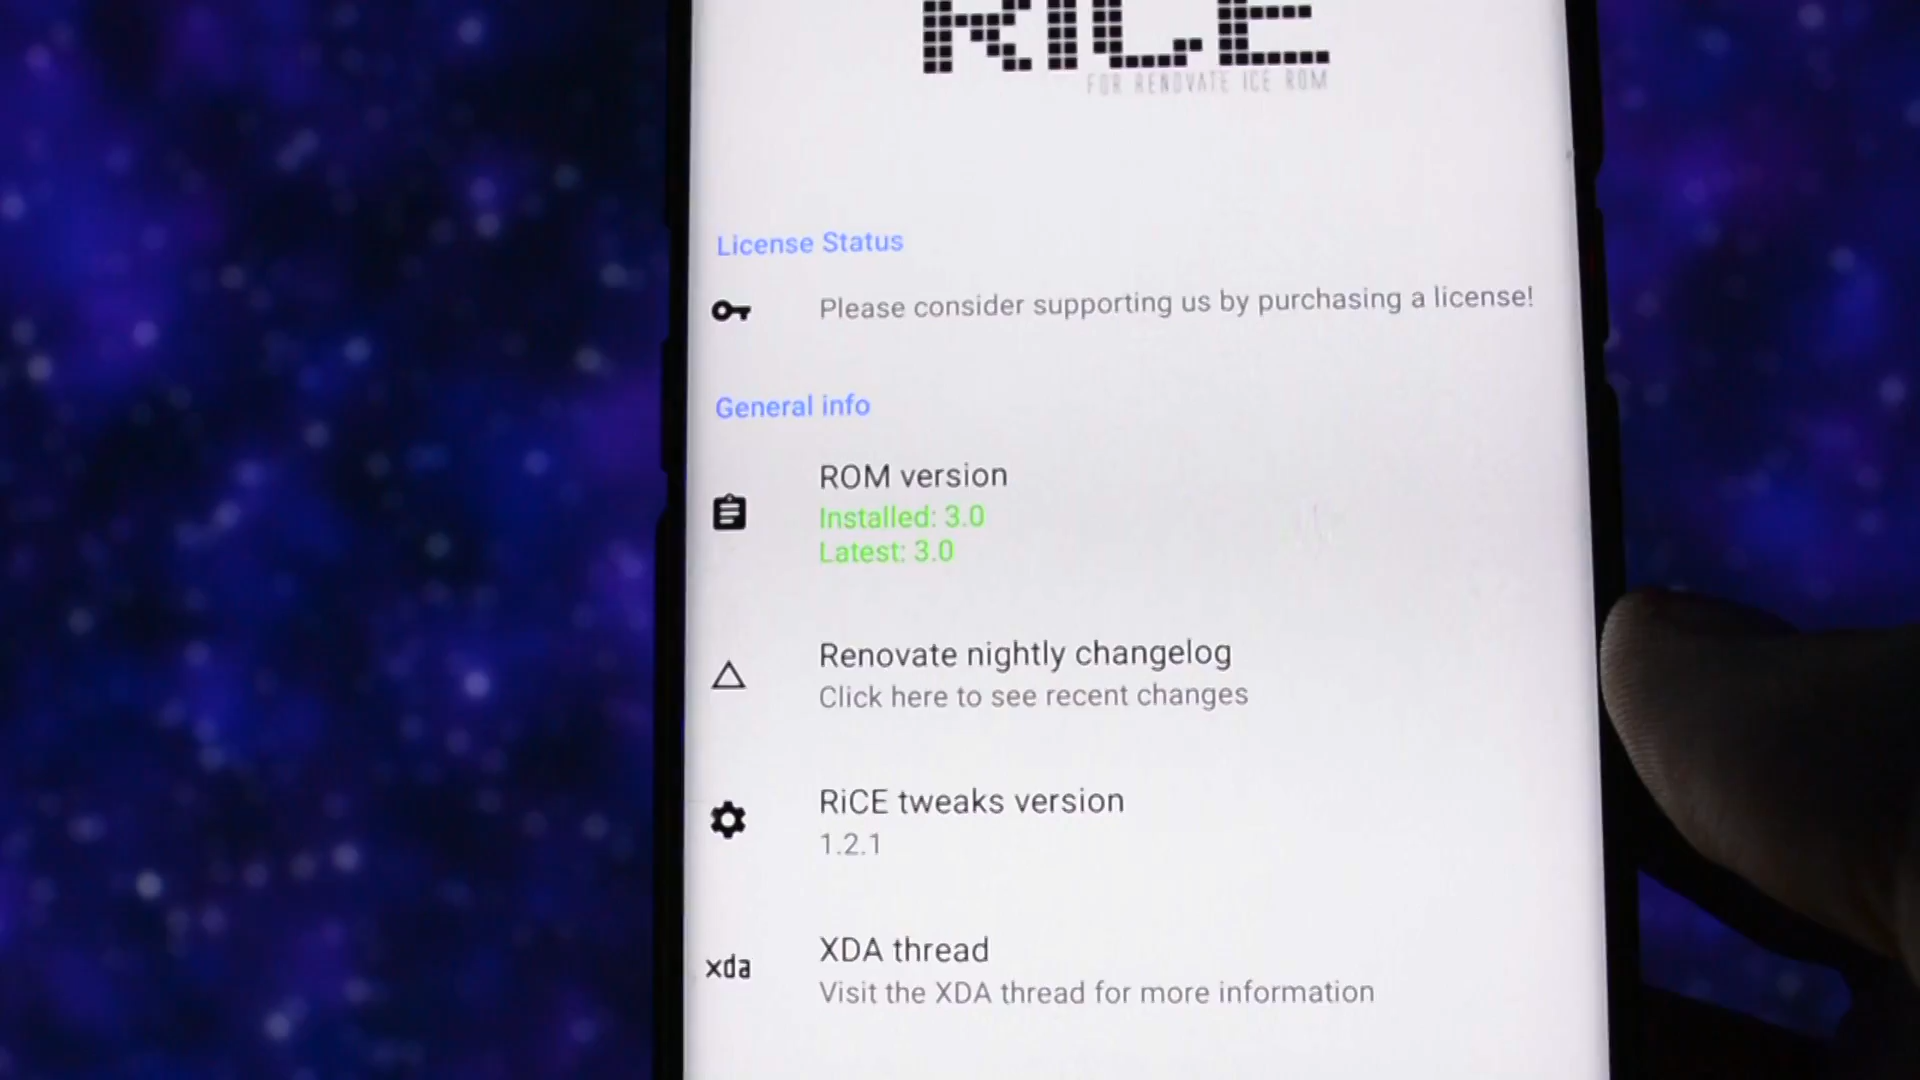 RICE
FOR RENOVATE ICE ROM
License Status
Please consider supporting us by purchasing a license!
General info
ROM version
Installed: 3.0
Latest: 3.0
Renovate nightly changelog
Click here to see recent changes
RiCE tweaks version
1.2.1
xda
XDA thread
Visit the XDA thread for more information